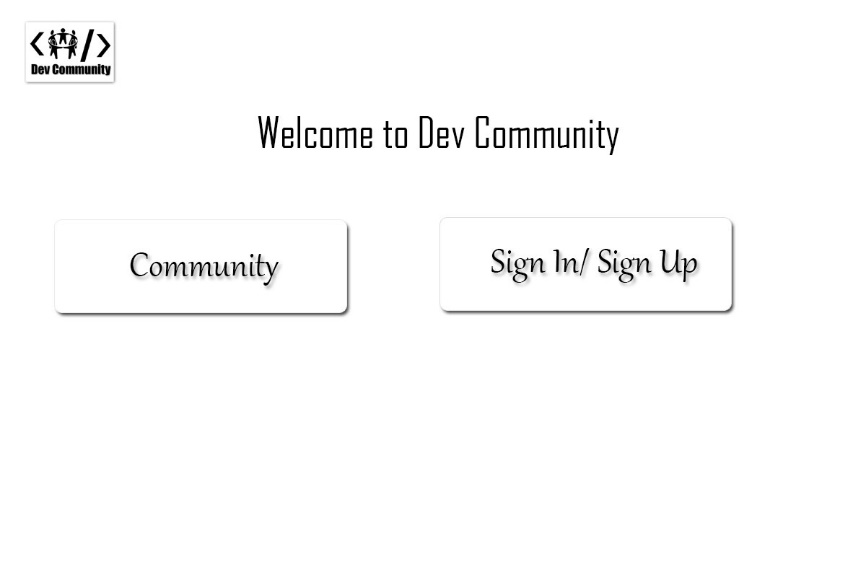 Dev Community
Welcome to Dev Community
Community
Sign In/ Sign Up